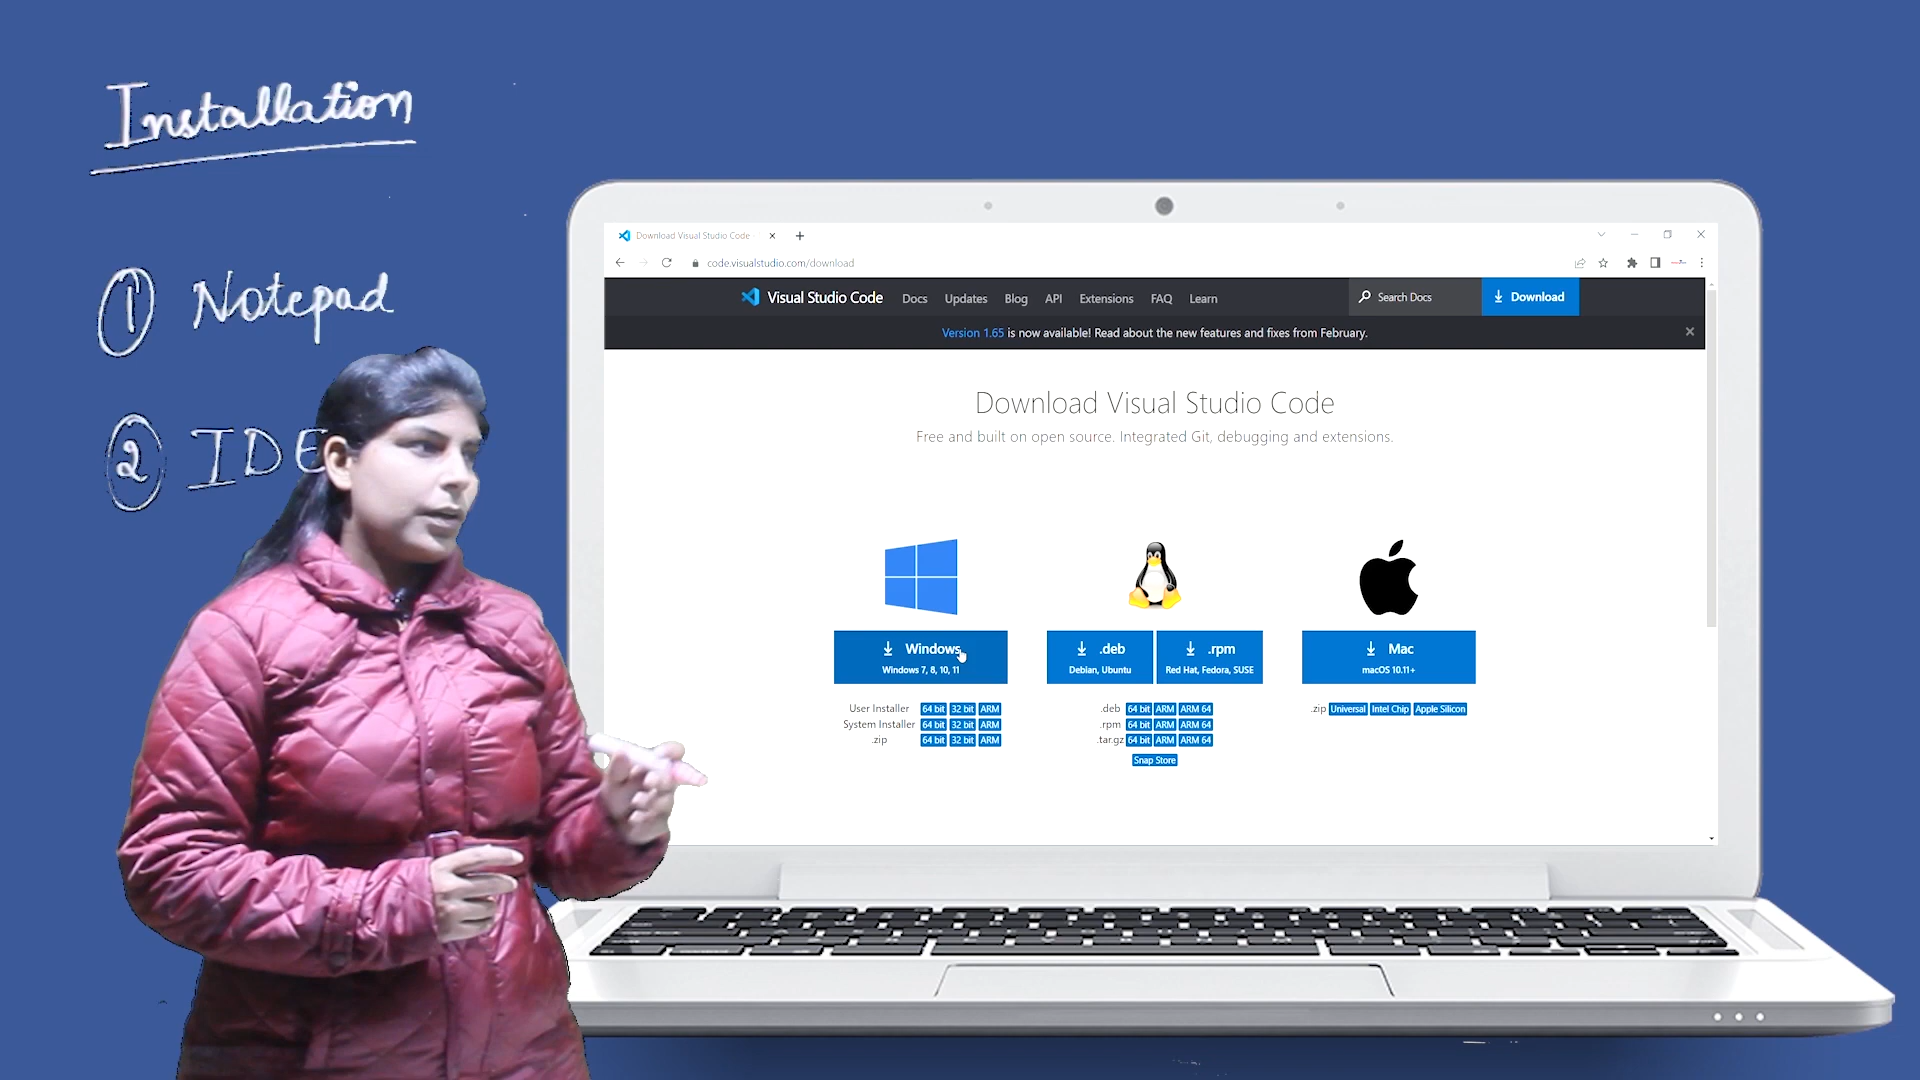 Installation
① Notepad
② IDE
Download Visual Studio Code
code.visualstudio.com/download
Visual Studio Code Docs Updates Blog API Extensions FAQ Learn Search Docs Download
Version 1.65 is now available! Read about the new features and fixes from February.
Download Visual Studio Code
Free and built on open source. Integrated Git, debugging and extensions.
Windows
Windows 7, 8, 10, 11
.deb
Debian, Ubuntu
.rpm
Red Hat, Fedora, SUSE
Mac
macOS 10.11+
User Installer 64 bit 32 bit ARM
System Installer 64 bit 32 bit ARM
.zip 64 bit 32 bit ARM
.deb 64 bit ARM ARM 64
.rpm 64 bit ARM ARM 64
.tar.gz 64 bit ARM ARM 64
Snap Store
.zip Universal Intel Chip Apple Silicon